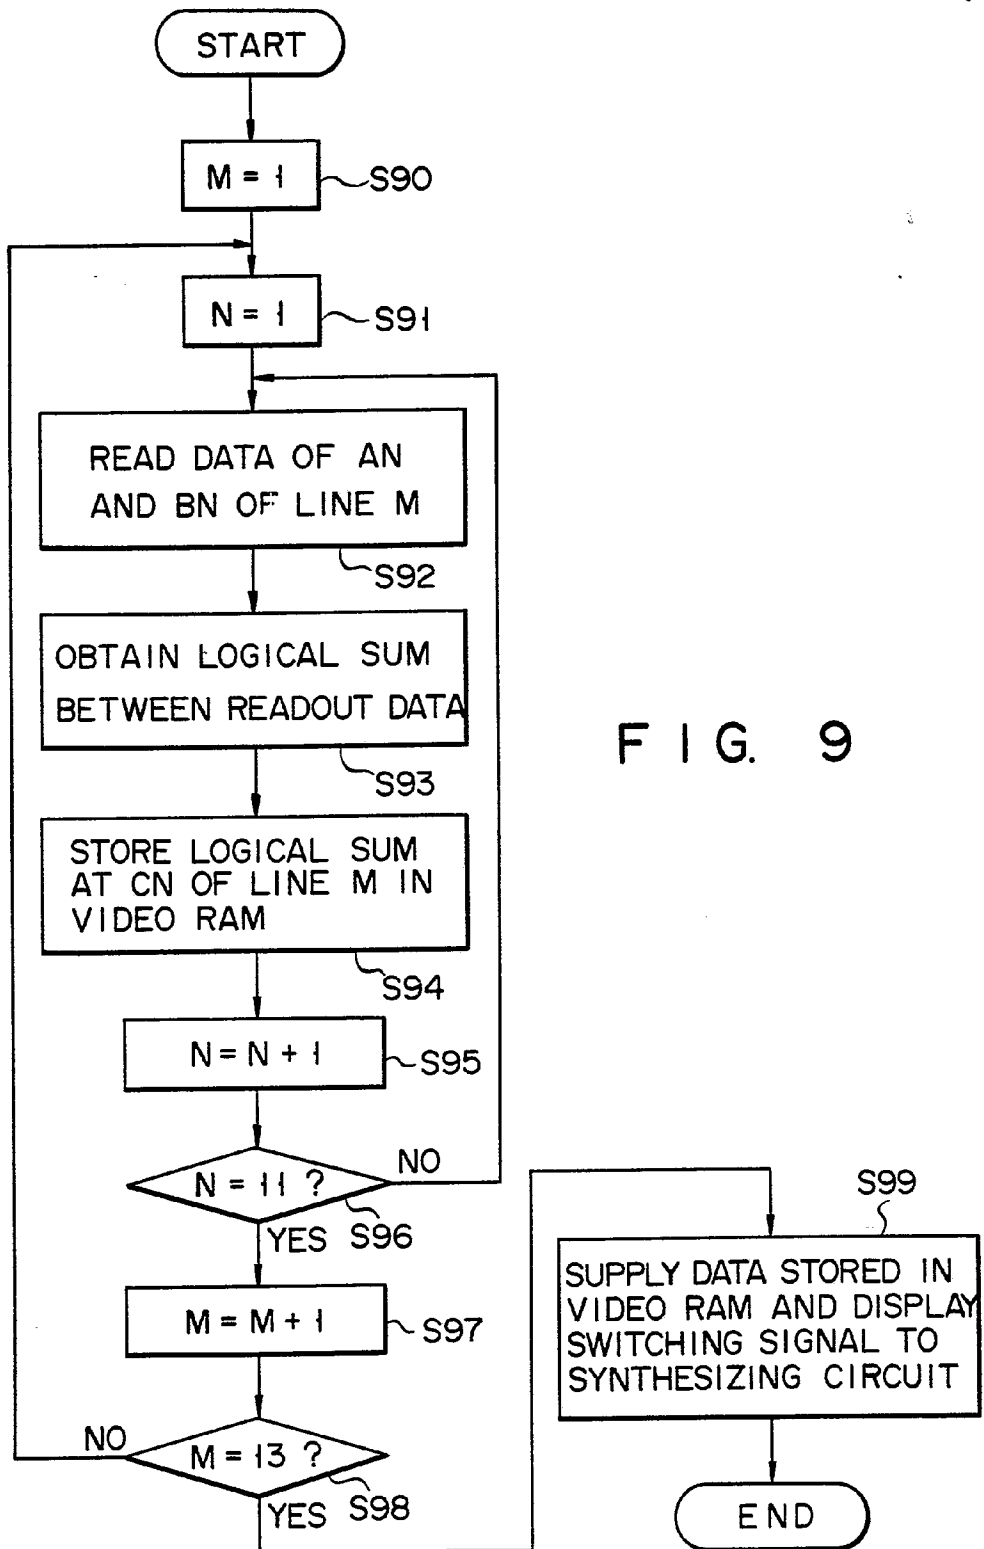 START
M = 1
S90
N = 1
S91
READ DATA OF AN
AND BN OF LINE M
S92
OBTAIN LOGICAL SUM
BETWEEN READOUT DATA
S93
STORE LOGICAL SUM
AT CN OF LINE M IN
VIDEO RAM
S94
N = N + 1
S95
N = 11 ?
NO
YES
S96
M = M + 1
S97
M = 13 ?
NO
YES
S98
S99
SUPPLY DATA STORED IN
VIDEO RAM AND DISPLAY
SWITCHING SIGNAL TO
SYNTHESIZING CIRCUIT
END
FIG. 9